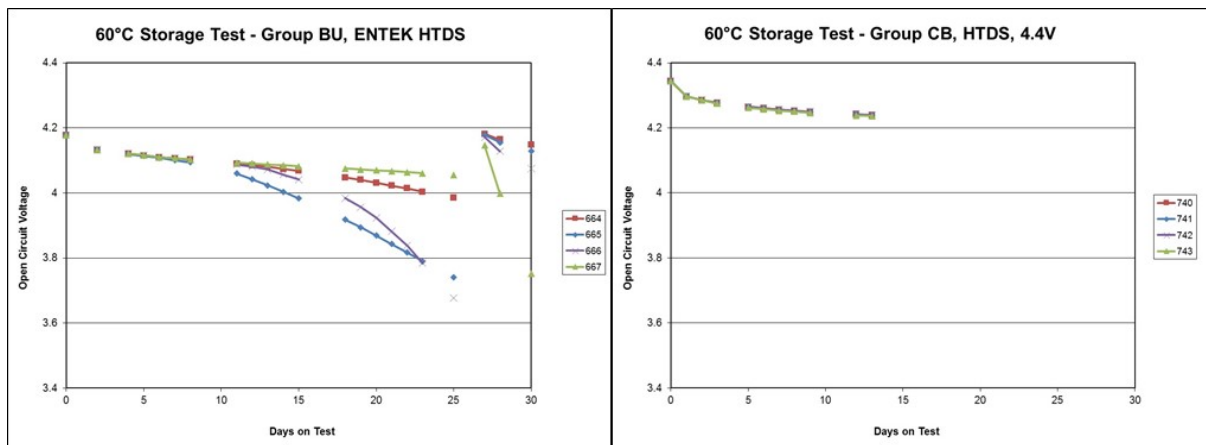 60°C Storage Test - Group BU, ENTEK HTDS
4.4
4.2
4
3.8
3.6
3.4
0 5 10 15 20 25 30
Open Circuit Voltage
Days on Test
664
665
666
667
60°C Storage Test - Group CB, HTDS, 4.4V
4.4
4.2
4
3.8
3.6
3.4
0 5 10 15 20 25 30
Open Circuit Voltage
Days on Test
740
741
742
743